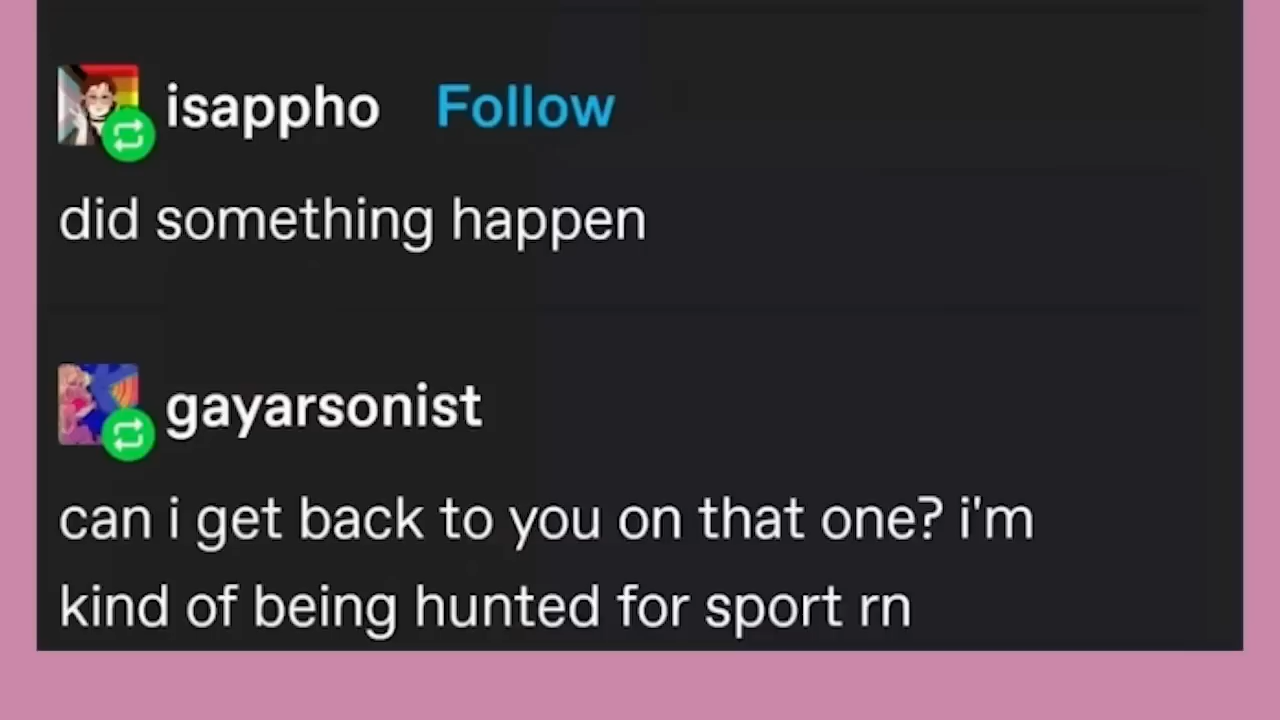 isappho Follow
did something happen
gayarsonist
can i get back to you on that one? i'm
kind of being hunted for sport rn